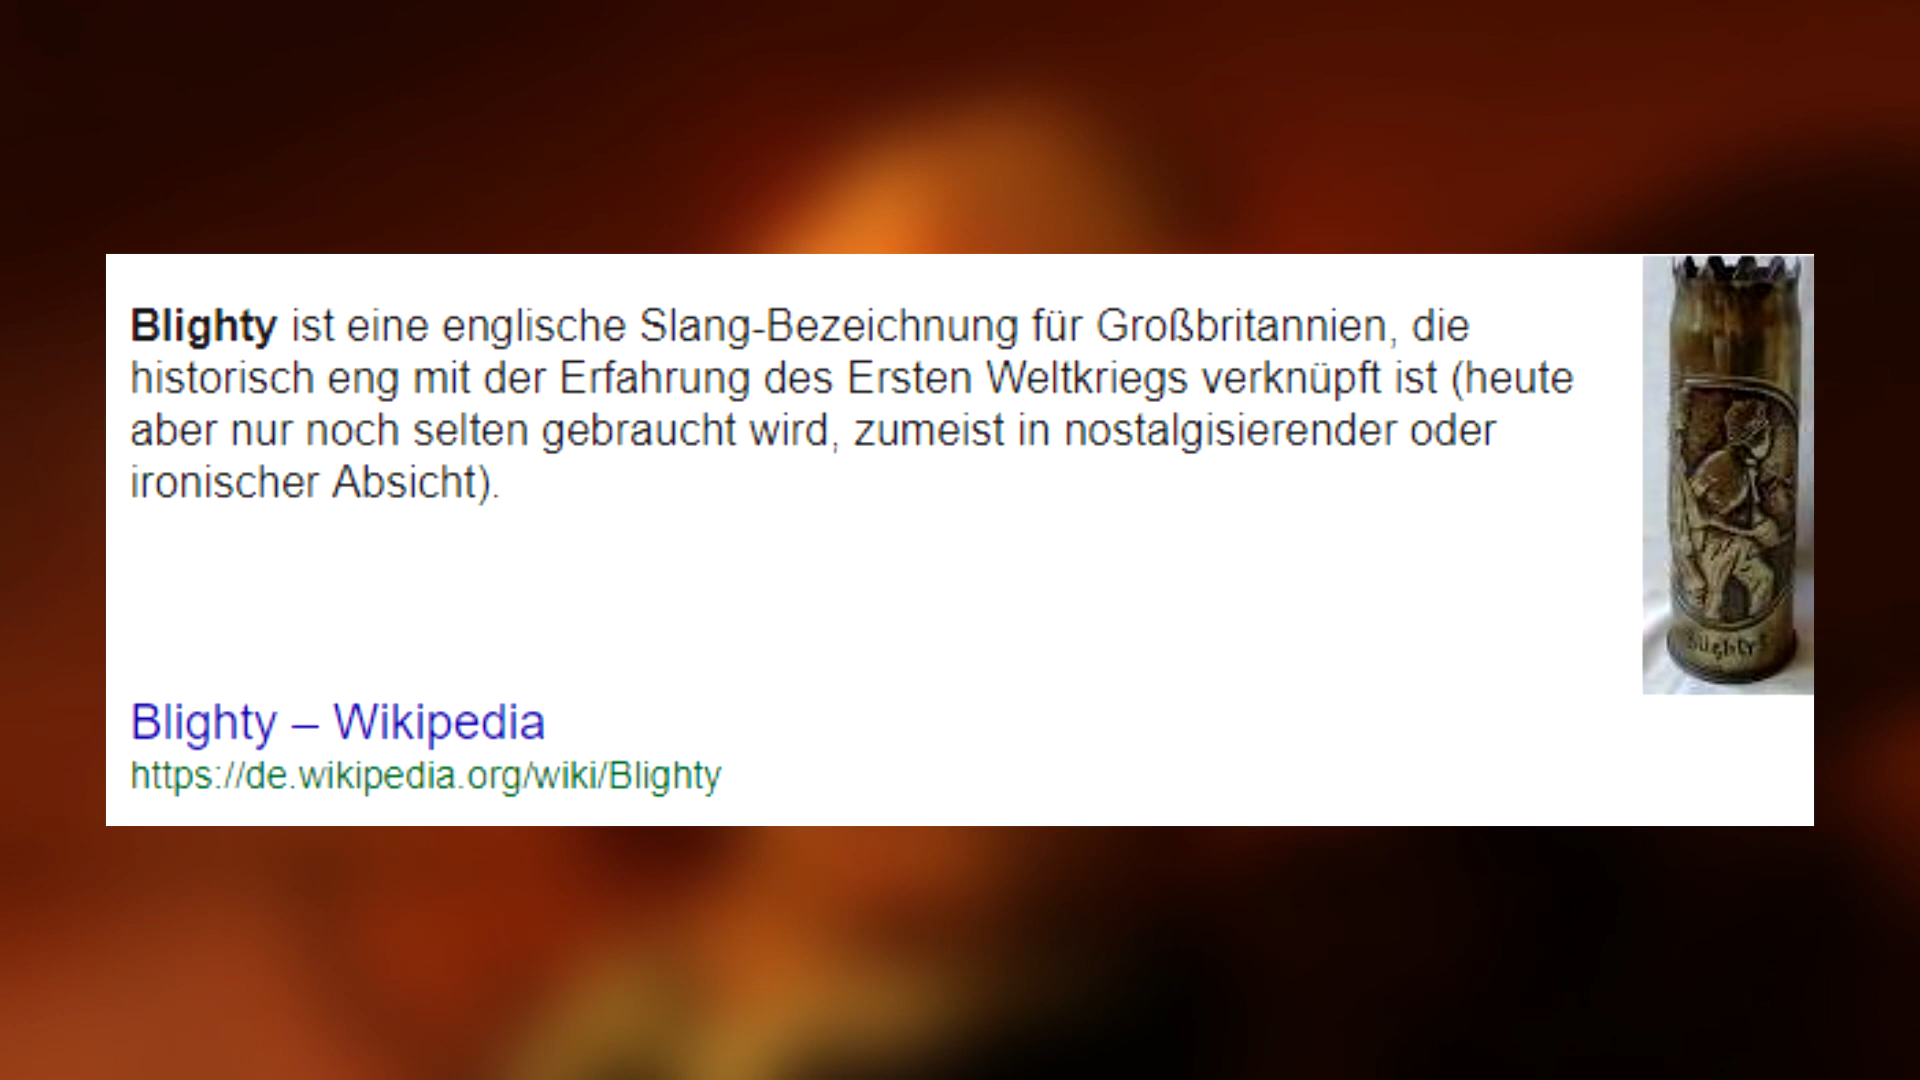 Blighty ist eine englische Slang-Bezeichnung für Großbritannien, die
historisch eng mit der Erfahrung des Ersten Weltkriegs verknüpft ist (heute
aber nur noch selten gebraucht wird, zumeist in nostalgisierender oder
ironischer Absicht).
Blighty – Wikipedia
https://de.wikipedia.org/wiki/Blighty